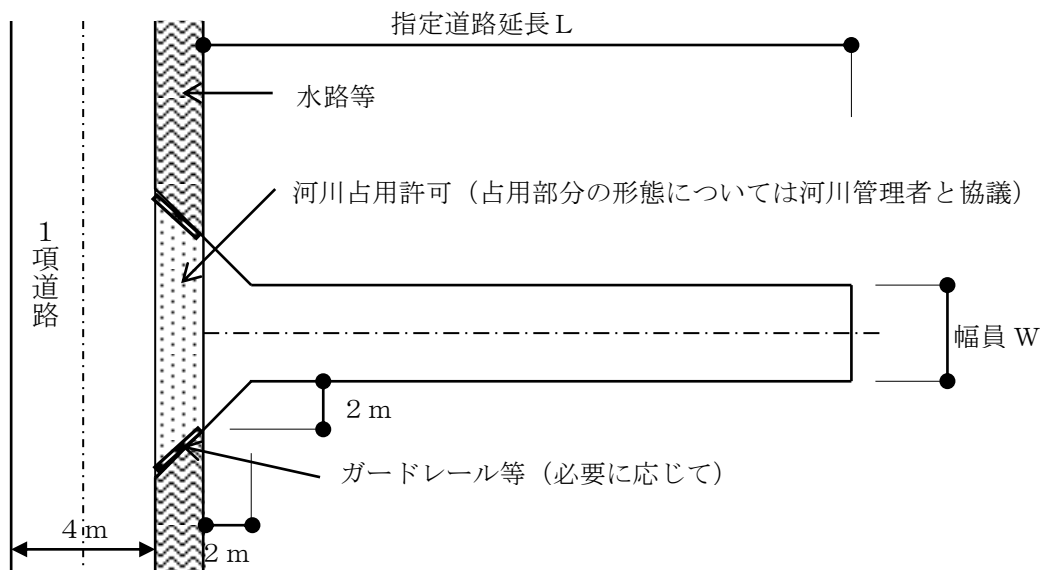 指定道路延長L
水路等
河川占用許可（占用部分の形態については河川管理者と協議）
１項道路
幅員W
２ｍ
ガードレール等（必要に応じて）
４ｍ
２ｍ